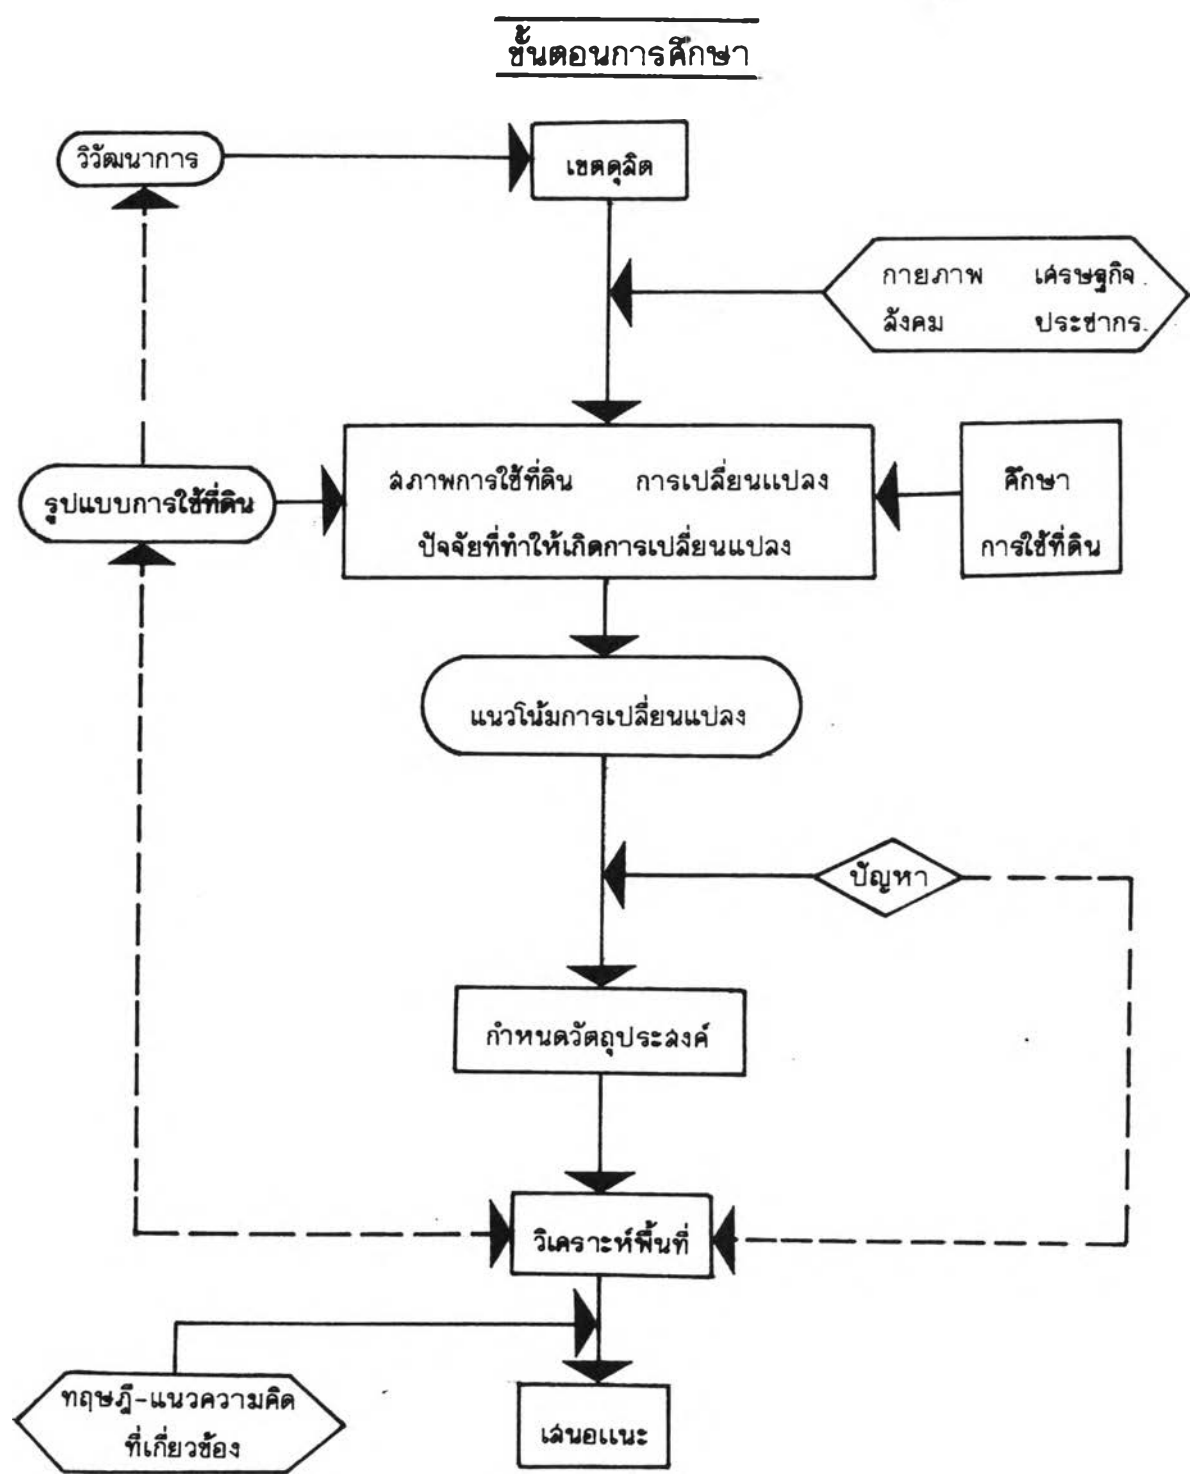 ขั้นตอนการศึกษา
วิวัฒนาการ
เขตดุสิต
กายภาพ เศรษฐกิจ
สังคม ประชากร
รูปแบบการใช้ที่ดิน
สภาพการใช้ที่ดิน การเปลี่ยนแปลง
ปัจจัยที่ทำให้เกิดการเปลี่ยนแปลง
ศึกษา
การใช้ที่ดิน
แนวโน้มการเปลี่ยนแปลง
ปัญหา
กำหนดวัตถุประสงค์
วิเคราะห์พื้นที่
ทฤษฎี-แนวความคิด
ที่เกี่ยวข้อง
เสนอแนะ